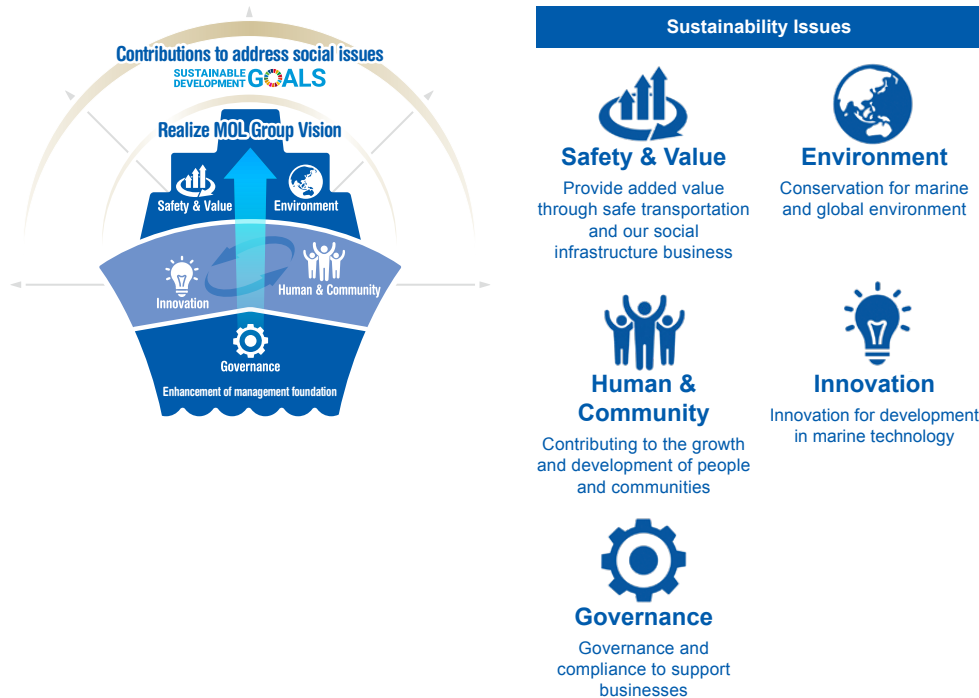 Contributions to address social issues
SUSTAINABLE
DEVELOPMENT
GOALS
Realize MOL Group Vision
Safety & Value
Environment
Innovation
Human & Community
Governance
Enhancement of management foundation
Sustainability Issues
Safety & Value
Provide added value
through safe transportation
and our social
infrastructure business
Environment
Conservation for marine
and global environment
Human &
Community
Contributing to the growth
and development of people
and communities
Innovation
Innovation for development
in marine technology
Governance
Governance and
compliance to support
businesses